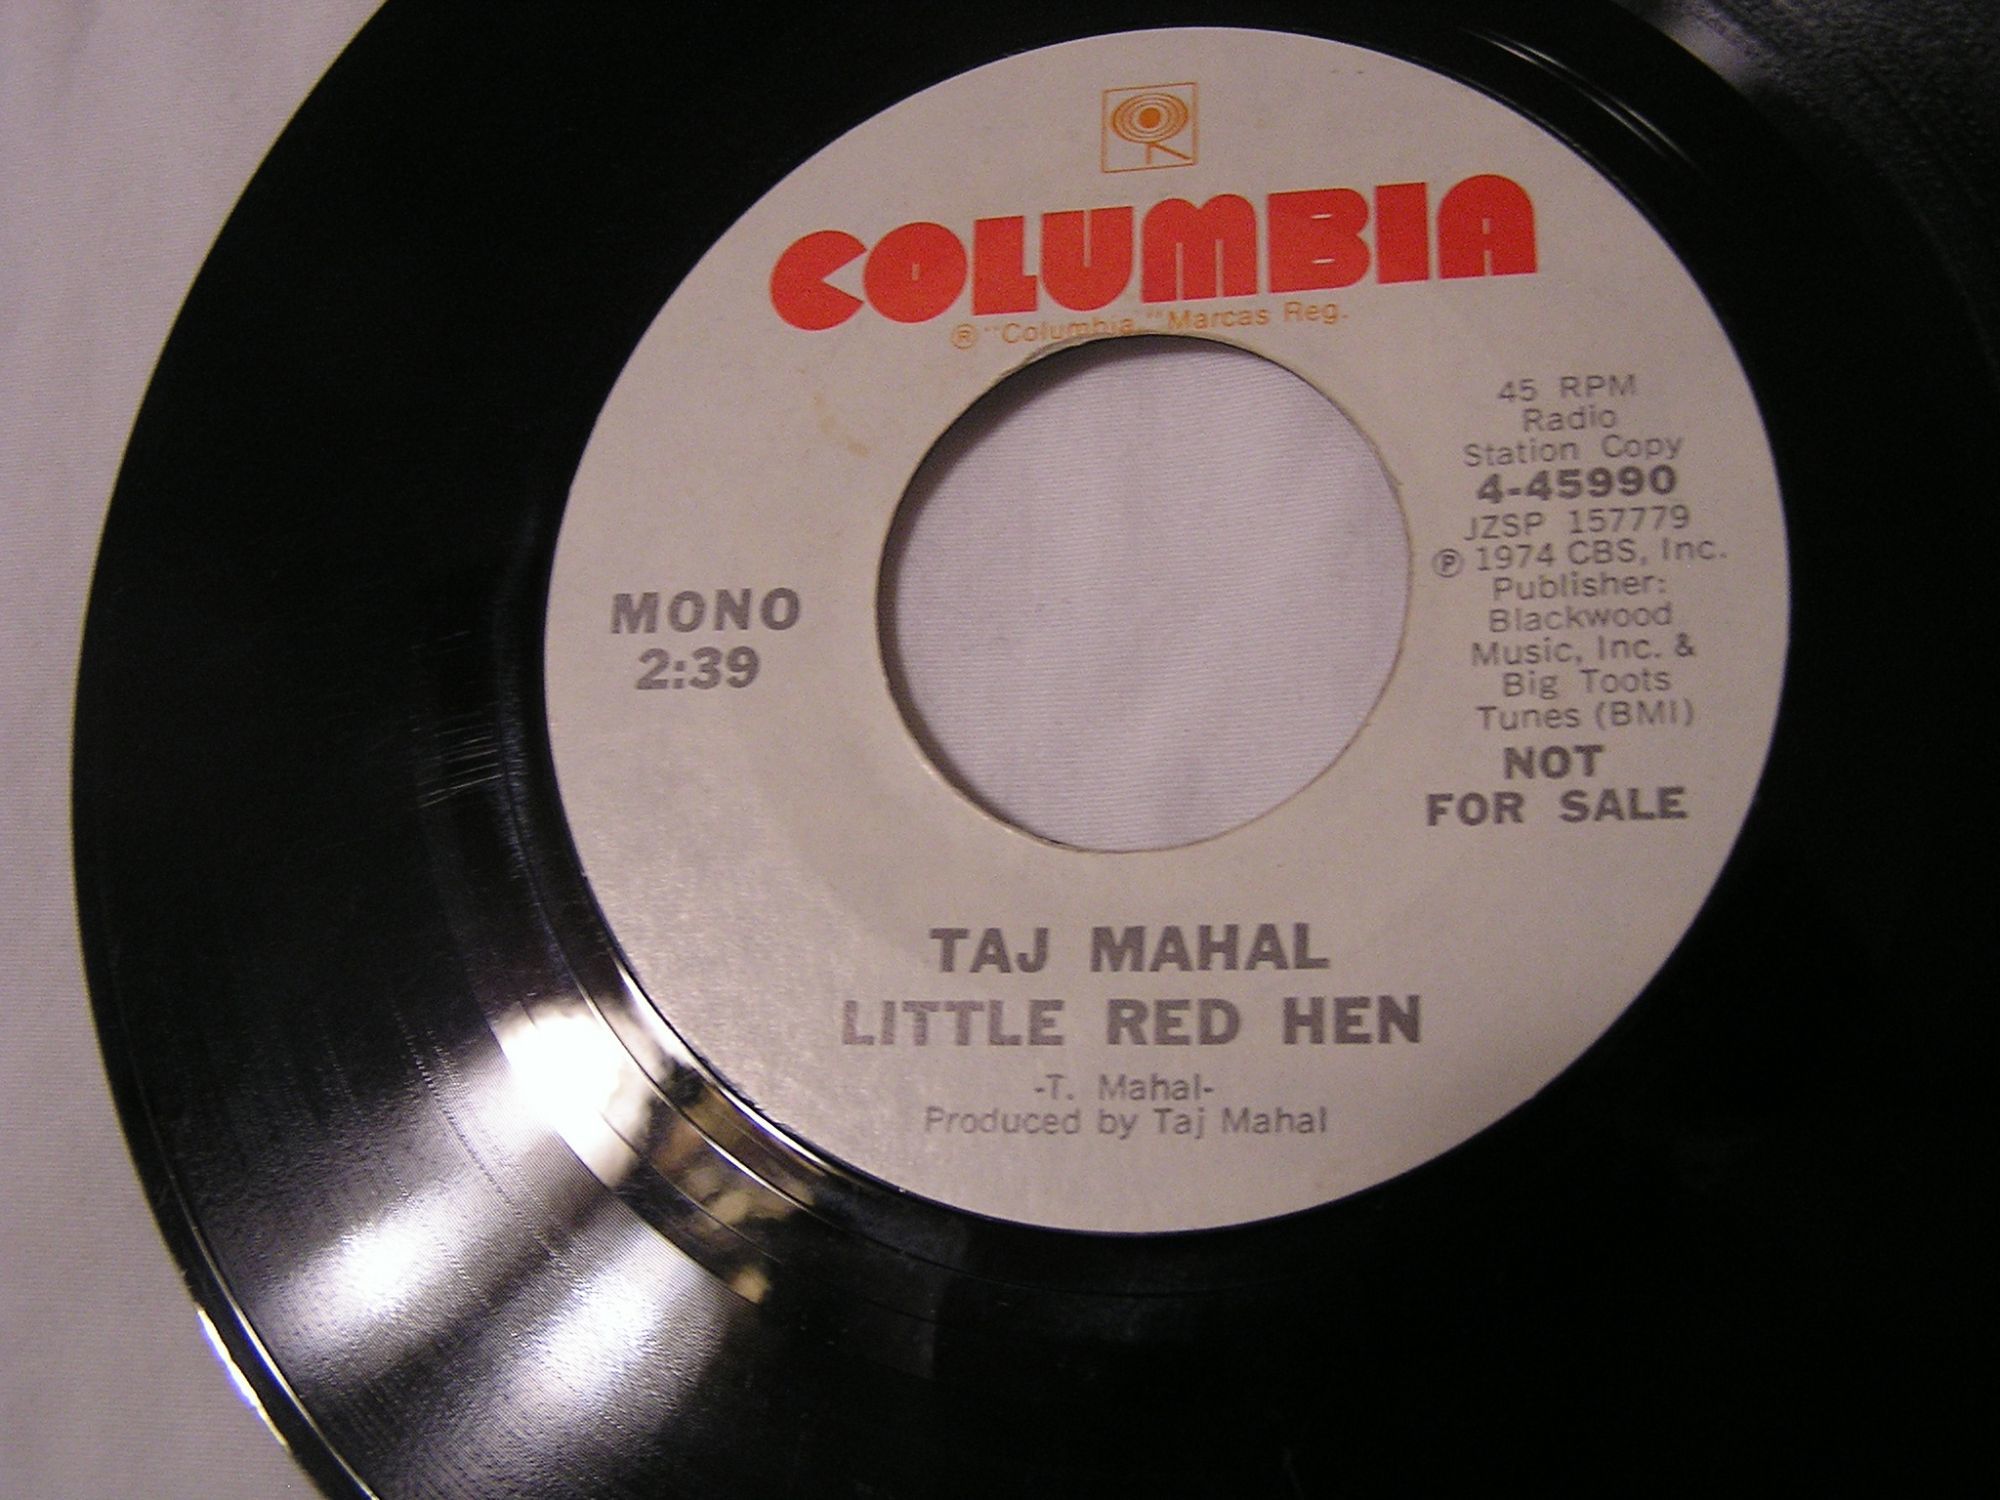 COLUMBIA
® "Columbia," Marcas Reg.
45 RPM
Radio
Station Copy
4-45990
JZSP 157779
℗ 1974 CBS, Inc.
Publisher:
Blackwood
Music, Inc. &
Big Toots
Tunes (BMI)
NOT
FOR SALE
MONO
2:39
TAJ MAHAL
LITTLE RED HEN
-T. Mahal-
Produced by Taj Mahal